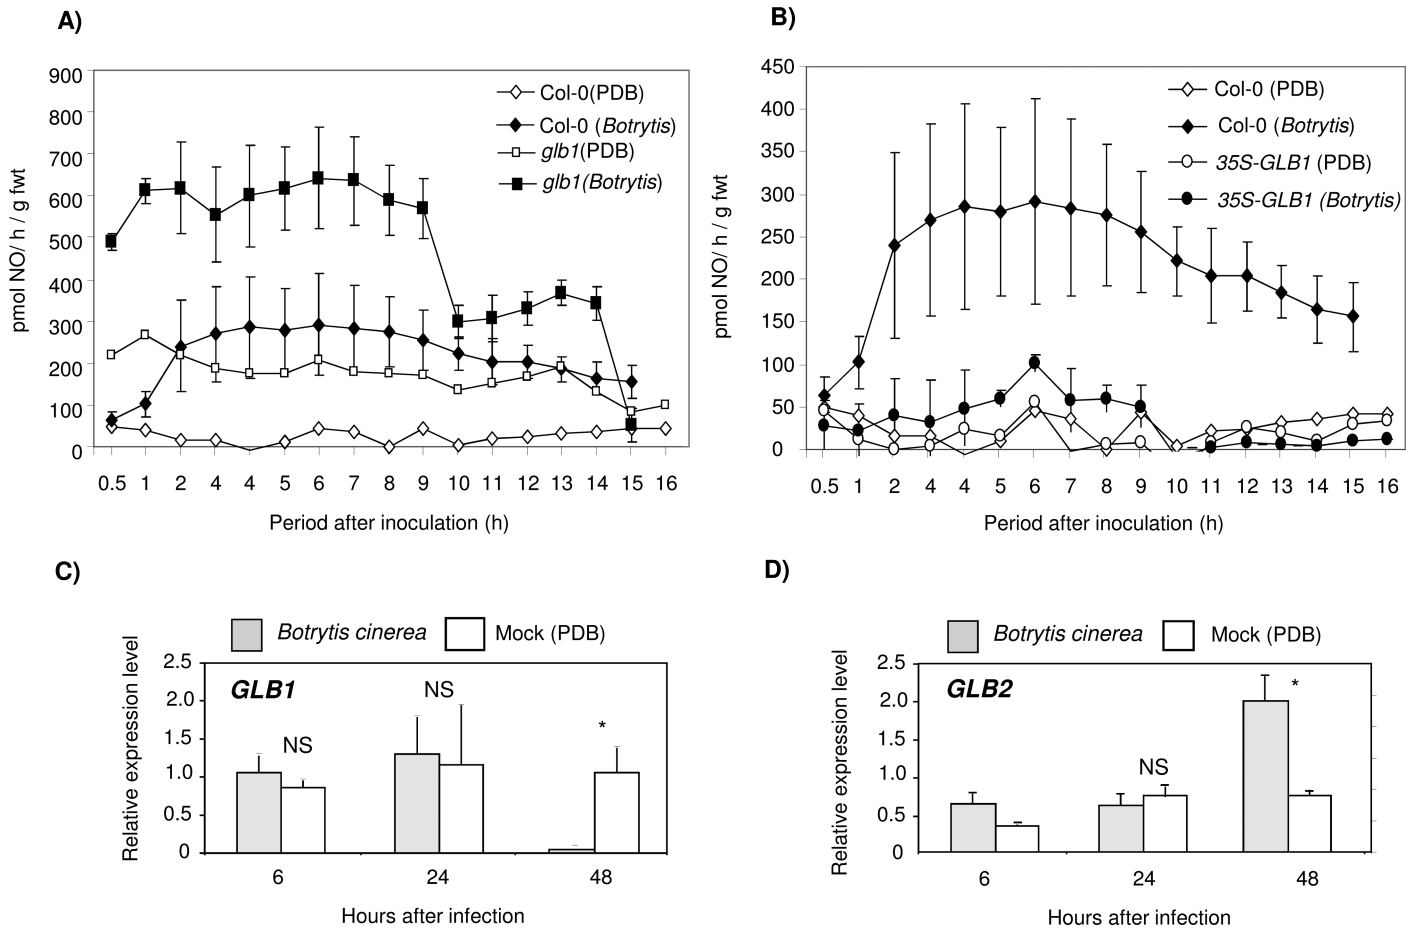 A)
900
800
700
600
500
400
300
200
100
0
pmol NO/ h / g fwt
Col-0(PDB)
Col-0 (Botrytis)
glb1(PDB)
glb1(Botrytis)
0.5 1 2 4 4 5 6 7 8 9 10 11 12 13 14 15 16
Period after inoculation (h)
B)
450
400
350
300
250
200
150
100
50
0
pmol NO/ h / g fwt
Col-0 (PDB)
Col-0 (Botrytis)
35S-GLB1 (PDB)
35S-GLB1 (Botrytis)
0.5 1 2 4 4 5 6 7 8 9 10 11 12 13 14 15 16
Period after inoculation (h)
C)
Botrytis cinerea Mock (PDB)
2.5
2.0
1.5
1.0
0.5
0
Relative expression level
GLB1
NS
NS
*
6 24 48
Hours after infection
D)
Botrytis cinerea Mock (PDB)
2.5
2.0
1.5
1.0
0.5
0
Relative expression level
GLB2
NS
*
6 24 48
Hours after infection